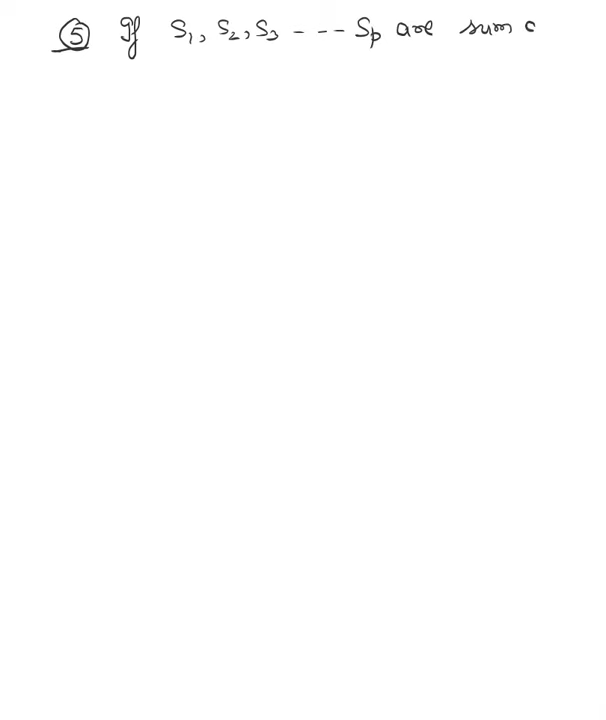 ⑤ If S₁, S₂, S₃ - - -- Sp are sum